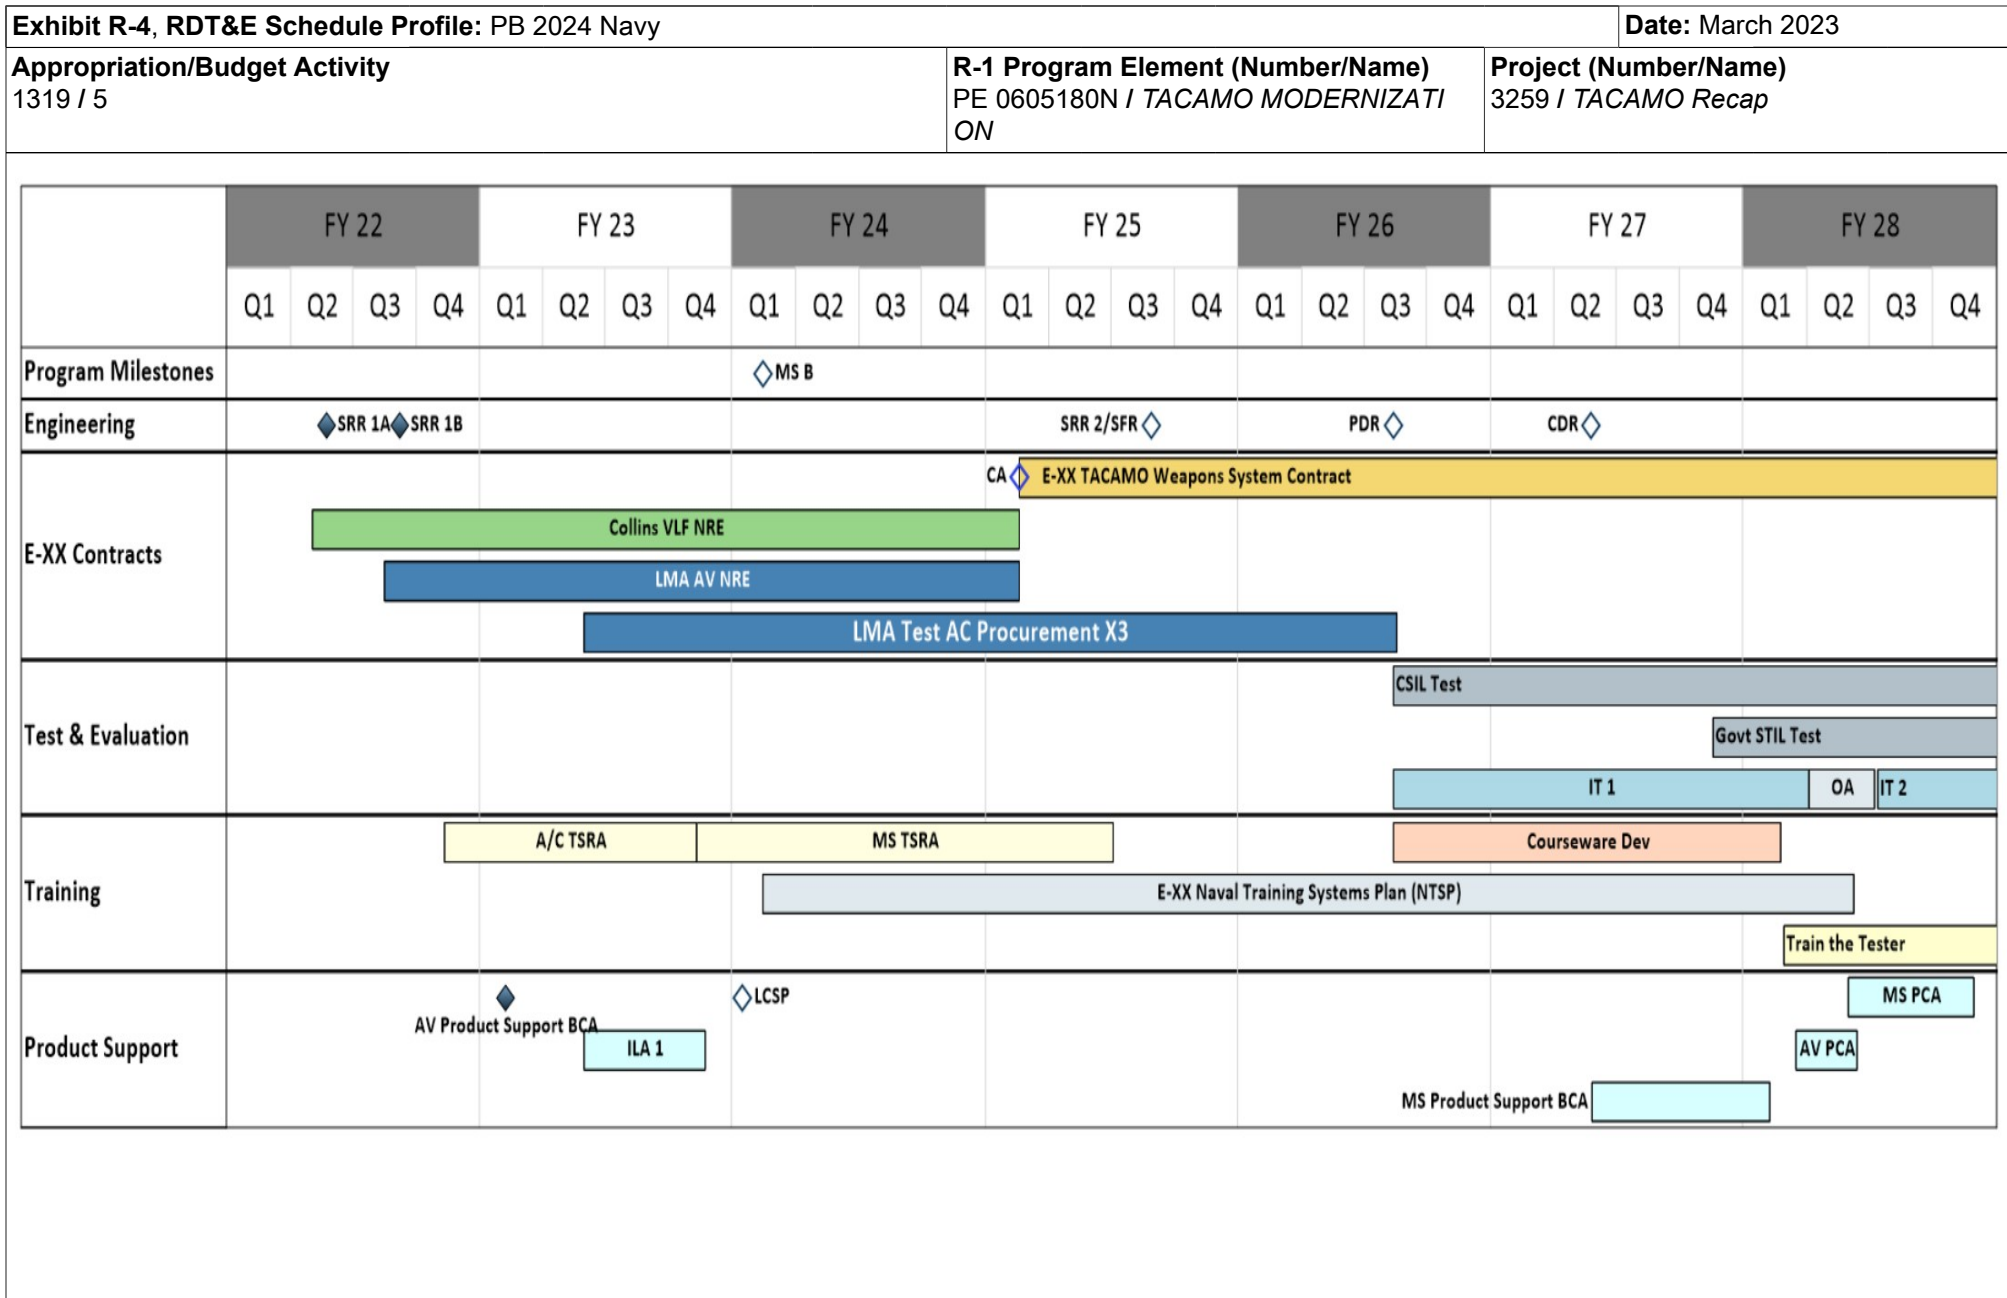 Exhibit R-4, RDT&E Schedule Profile: PB 2024 Navy
Date: March 2023
Appropriation/Budget Activity
1319 / 5
R-1 Program Element (Number/Name)
PE 0605180N / TACAMO MODERNIZATI
ON
Project (Number/Name)
3259 / TACAMO Recap
FY 22 FY 23 FY 24 FY 25 FY 26 FY 27 FY 28
Q1 Q2 Q3 Q4 Q1 Q2 Q3 Q4 Q1 Q2 Q3 Q4 Q1 Q2 Q3 Q4 Q1 Q2 Q3 Q4 Q1 Q2 Q3 Q4 Q1 Q2 Q3 Q4
Program Milestones
MS B
Engineering
SRR 1A SRR 1B SRR 2/SFR PDR CDR
E-XX Contracts
CA E-XX TACAMO Weapons System Contract
Collins VLF NRE
LMA AV NRE
LMA Test AC Procurement X3
Test & Evaluation
CSIL Test
Govt STIL Test
IT 1 OA IT 2
Training
A/C TSRA MS TSRA Courseware Dev
E-XX Naval Training Systems Plan (NTSP)
Train the Tester
Product Support
LCSP MS PCA
AV Product Support BCA
ILA 1 AV PCA
MS Product Support BCA